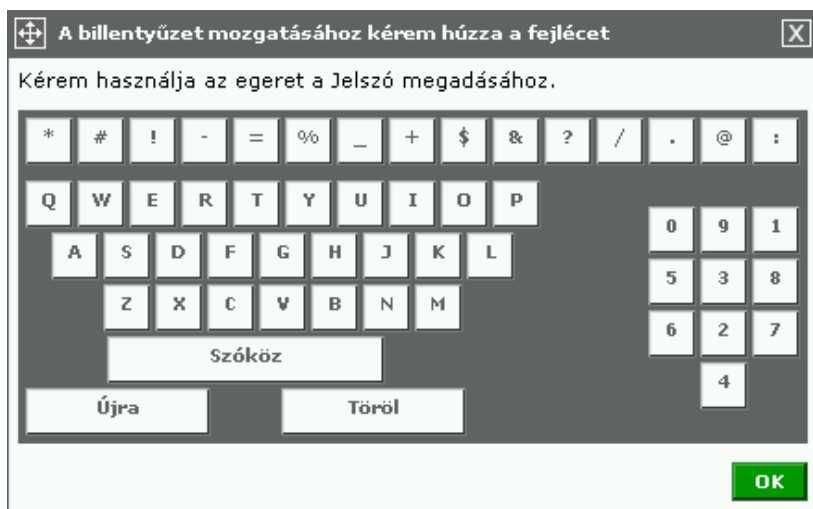 A billentyűzet mozgatásához kérem húzza a fejlécet X
Kérem használja az egeret a Jelszó megadásához.
* # ! - = % _ + $ & ? / . @ :
Q W E R T Y U I O P
0 9 1
A S D F G H J K L
5 3 8
Z X C V B N M
6 2 7
Szóköz
4
Újra Töröl
OK